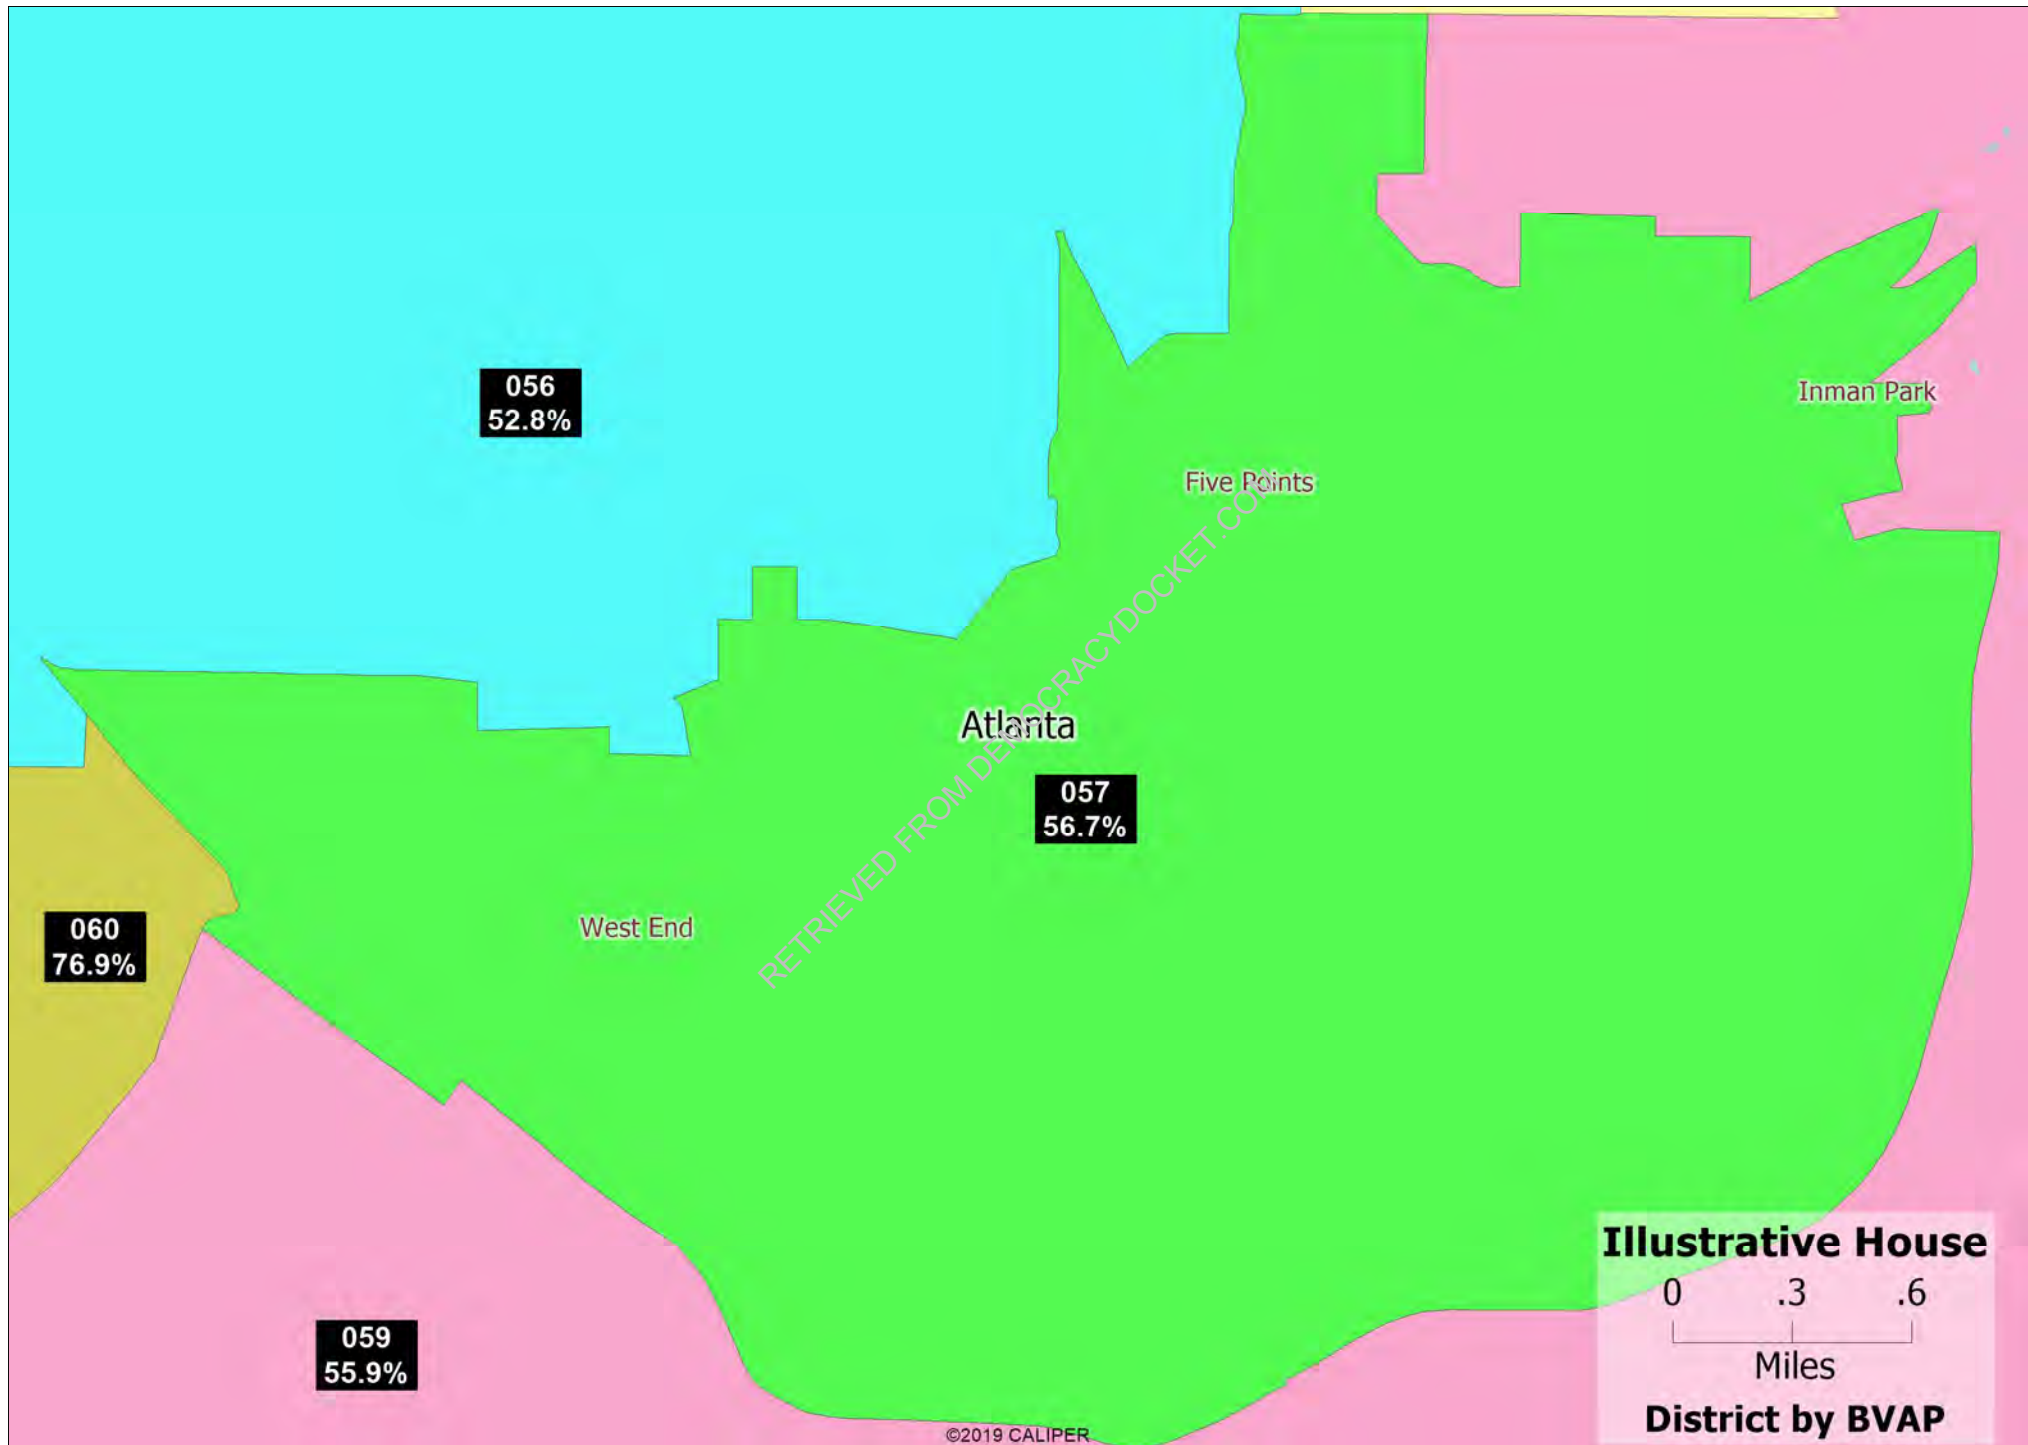 056
52.8%
Inman Park
Five Points
Atlanta
057
56.7%
RETRIEVED FROM DEMOCRACYDOCKET.COM
West End
060
76.9%
059
55.9%
Illustrative House
0 .3 .6
Miles
District by BVAP
©2019 CALIPER